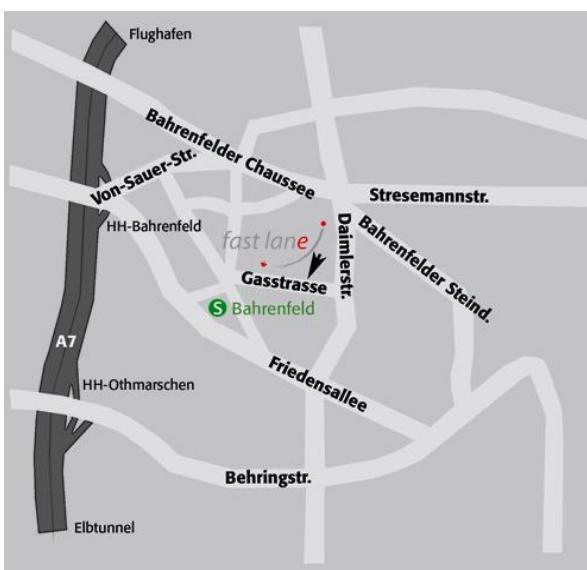 Flughafen
Bahrenfelder Chaussee
Von-Sauer-Str.
Stresemannstr.
HH-Bahrenfeld
fast lane
Daimlerstr.
Bahrenfelder Steind.
Gasstrasse
S Bahrenfeld
A7
Friedensallee
HH-Othmarschen
Behringstr.
Elbtunnel